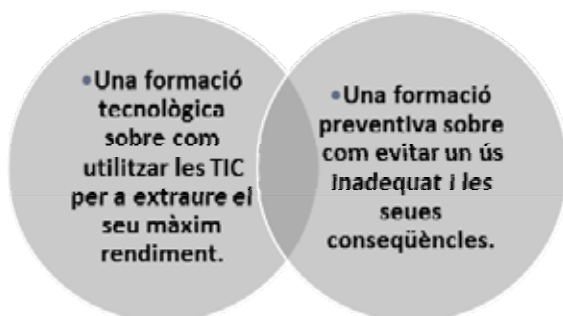 •Una formació
tecnològica
sobre com
utilitzar les TIC
per a extraure el
seu màxim
rendiment.
•Una formació
preventiva sobre
com evitar un ús
inadequat i les
seues
conseqüències.